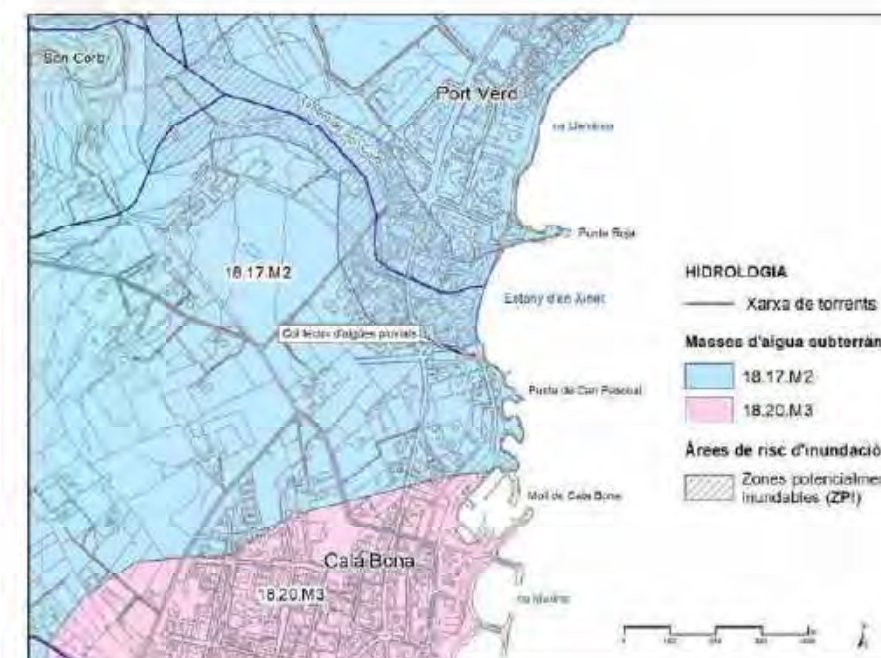 Son Corb
Port Verd
Punta Roja
18.17.M2
Estany d'en Xinet
Col·lector d'aigües pluvials
Punta de Can Pasqual
Moll de Cala Bona
Cala Bona
18.20.M3
HIDROLOGIA
Xarxa de torrents
Masses d'aigua subterràn
18.17.M2
18.20.M3
Àrees de risc d'inundació
Zones potencialmen
inundables (ZPI)